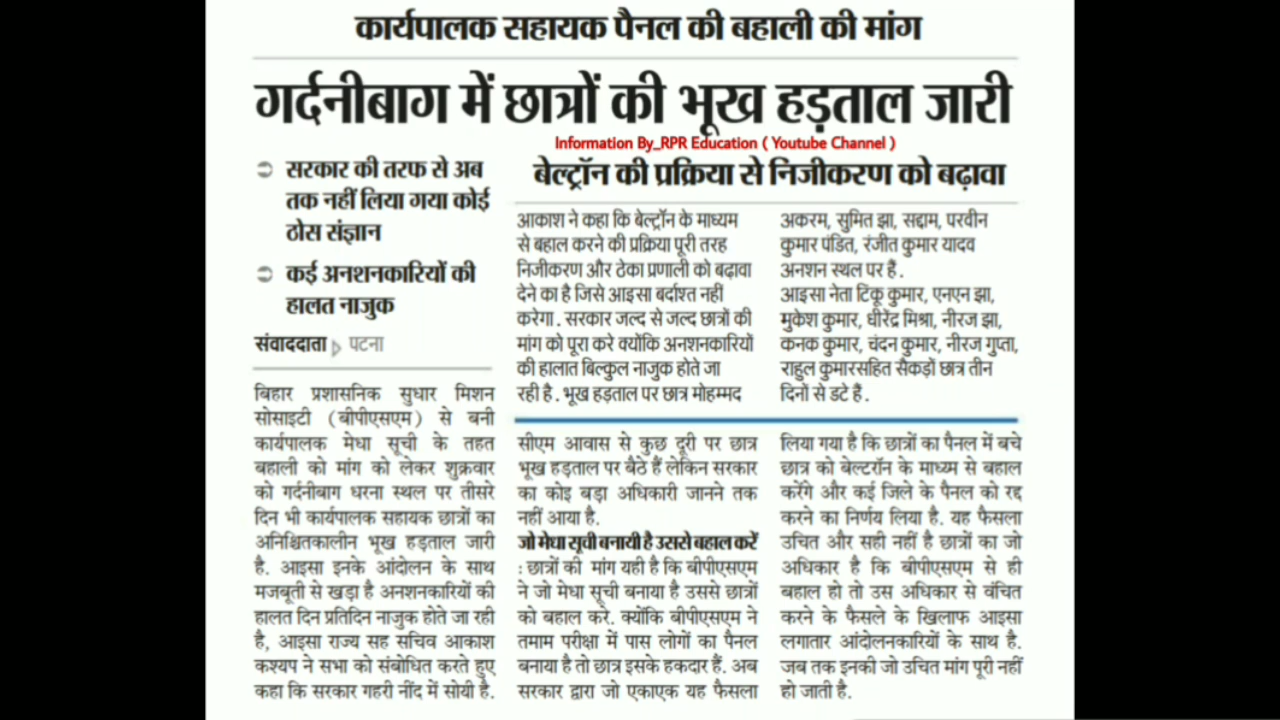 कार्यपालक सहायक पैनल की बहाली की मांग
गर्दनीबाग में छात्रों की भूख हड़ताल जारी
Information By_RPR Education ( Youtube Channel )
सरकार की तरफ से अब
तक नहीं लिया गया कोई
ठोस संज्ञान
कई अनशनकारियों की
हालत नाजुक
संवाददाता पटना
बिहार प्रशासनिक सुधार मिशन
सोसाइटी (बीपीएसएम) से बनी
कार्यपालक मेधा सूची के तहत
बहाली को मांग को लेकर शुक्रवार
को गर्दनीबाग धरना स्थल पर तीसरे
दिन भी कार्यपालक सहायक छात्रों का
अनिश्चितकालीन भूख हड़ताल जारी
है. आइसा इनके आंदोलन के साथ
मजबूती से खड़ा है अनशनकारियों की
हालत दिन प्रतिदिन नाजुक होते जा रही
है, आइसा राज्य सह सचिव आकाश
कश्यप ने सभा को संबोधित करते हुए
कहा कि सरकार गहरी नींद में सोयी है.
बेल्ट्रॉन की प्रक्रिया से निजीकरण को बढ़ावा
आकाश ने कहा कि बेल्ट्रॉन के माध्यम
से बहाल करने की प्रक्रिया पूरी तरह
निजीकरण और ठेका प्रणाली को बढ़ावा
देने का है जिसे आइसा बर्दाश्त नहीं
करेगा. सरकार जल्द से जल्द छात्रों की
मांग को पूरा करे क्योंकि अनशनकारियों
की हालात बिल्कुल नाजुक होते जा
रही है. भूख हड़ताल पर छात्र मोहम्मद
अकरम, सुमित झा, सद्दाम, परवीन
कुमार पंडित, रंजीत कुमार यादव
अनशन स्थल पर हैं.
आइसा नेता टिंकू कुमार, एनएन झा,
मुकेश कुमार, धीरेंद्र मिश्रा, नीरज झा,
कनक कुमार, चंदन कुमार, नीरज गुप्ता,
राहुल कुमारसहित सैकड़ों छात्र तीन
दिनों से डटे हैं.
सीएम आवास से कुछ दूरी पर छात्र
भूख हड़ताल पर बैठे हैं लेकिन सरकार
का कोइ बड़ा अधिकारी जानने तक
नहीं आया है.
जो मेधा सूची बनायी है उससे बहाल करें
: छात्रों की मांग यही है कि बीपीएसएम
ने जो मेधा सूची बनाया है उससे छात्रों
को बहाल करे. क्योंकि बीपीएसएम ने
तमाम परीक्षा में पास लोगों का पैनल
बनाया है तो छात्र इसके हकदार हैं. अब
सरकार द्वारा जो एकाएक यह फैसला
लिया गया है कि छात्रों का पैनल में बचे
छात्र को बेल्टरॉन के माध्यम से बहाल
करेंगे और कई जिले के पैनल को रद्द
करने का निर्णय लिया है. यह फैसला
उचित और सही नहीं है छात्रों का जो
अधिकार है कि बीपीएसएम से ही
बहाल हो तो उस अधिकार से वंचित
करने के फैसले के खिलाफ आइसा
लगातार आंदोलनकारियों के साथ है.
जब तक इनकी जो उचित मांग पूरी नहीं
हो जाती है.